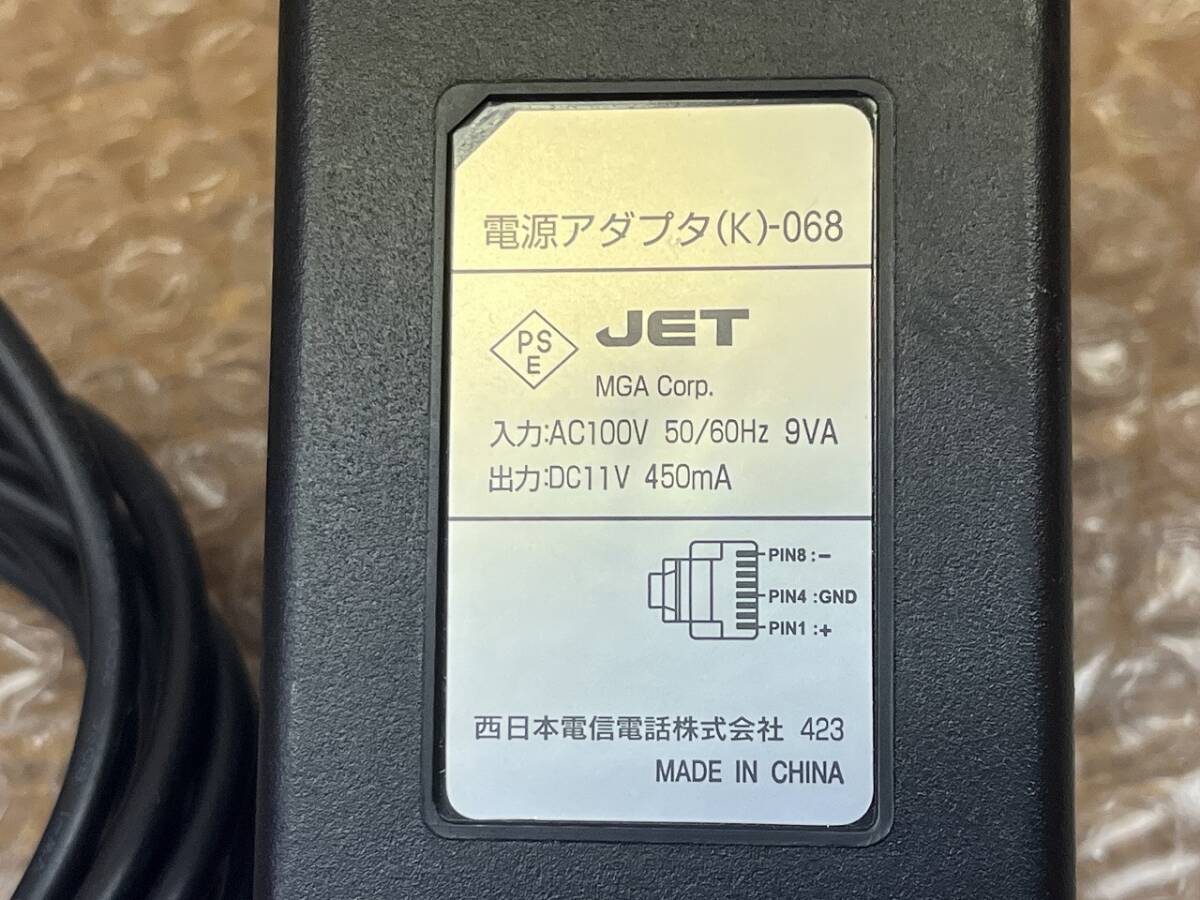 電源アダプタ(K)-068
PS
E
JET
MGA Corp.
入力:AC100V 50/60Hz 9VA
出力:DC11V 450mA
PIN8 : −
PIN4 :GND
PIN1 : +
西日本電信電話株式会社 423
MADE IN CHINA